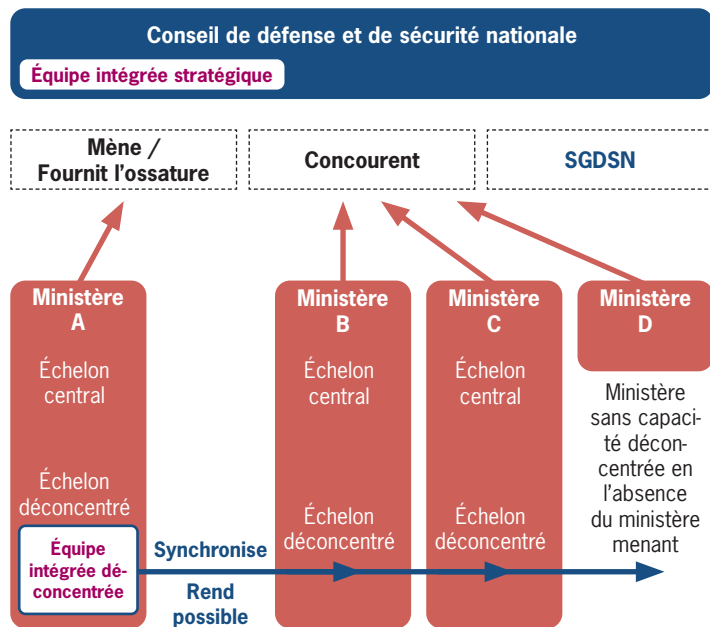 Conseil de défense et de sécurité nationale
Équipe intégrée stratégique
Mène /
Fournit l'ossature
Concourent
SGDSN
Ministère
A
Échelon
central
Échelon
déconcentré
Équipe
intégrée dé-
concentrée
Synchronise
Rend
possible
Ministère
B
Échelon
central
Échelon
déconcentré
Ministère
C
Échelon
central
Échelon
déconcentré
Ministère
D
Ministère
sans capaci-
té décon-
centrée en
l'absence
du ministère
menant